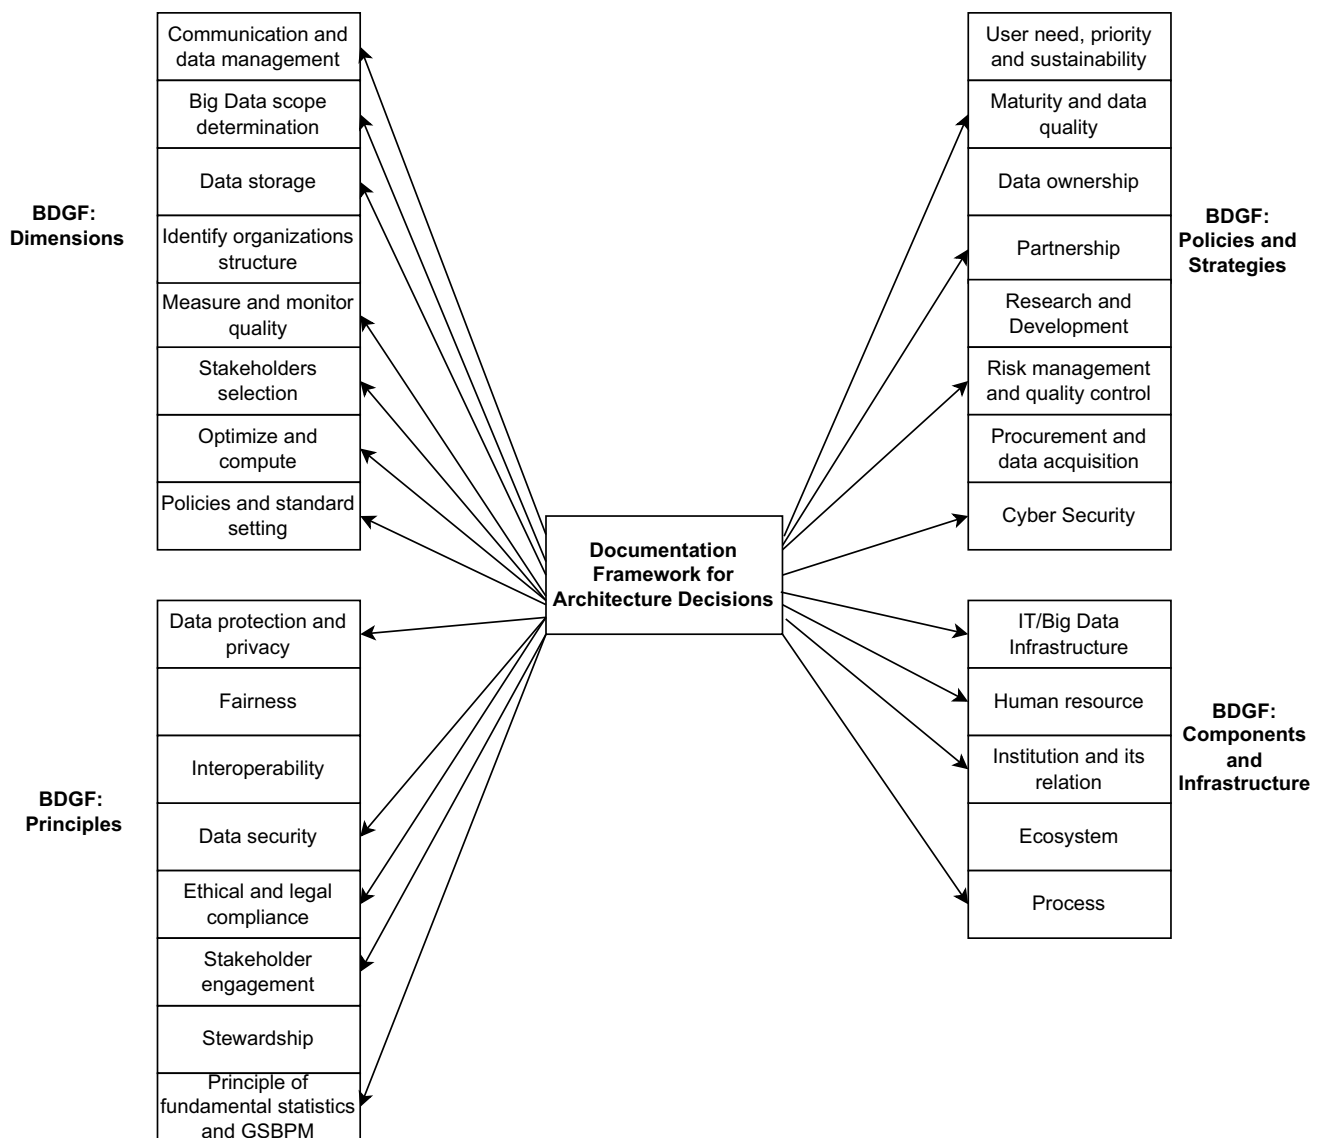 Communication and
data management
Big Data scope
determination
Data storage
Identify organizations
structure
Measure and monitor
quality
Stakeholders
selection
Optimize and
compute
Policies and standard
setting
BDGF:
Dimensions
Data protection and
privacy
Fairness
Interoperability
Data security
Ethical and legal
compliance
Stakeholder
engagement
Stewardship
Principle of
fundamental statistics
and GSBPM
BDGF:
Principles
Documentation
Framework for
Architecture Decisions
User need, priority
and sustainability
Maturity and data
quality
Data ownership
Partnership
Research and
Development
Risk management
and quality control
Procurement and
data acquisition
Cyber Security
BDGF:
Policies and
Strategies
IT/Big Data
Infrastructure
Human resource
Institution and its
relation
Ecosystem
Process
BDGF:
Components
and
Infrastructure